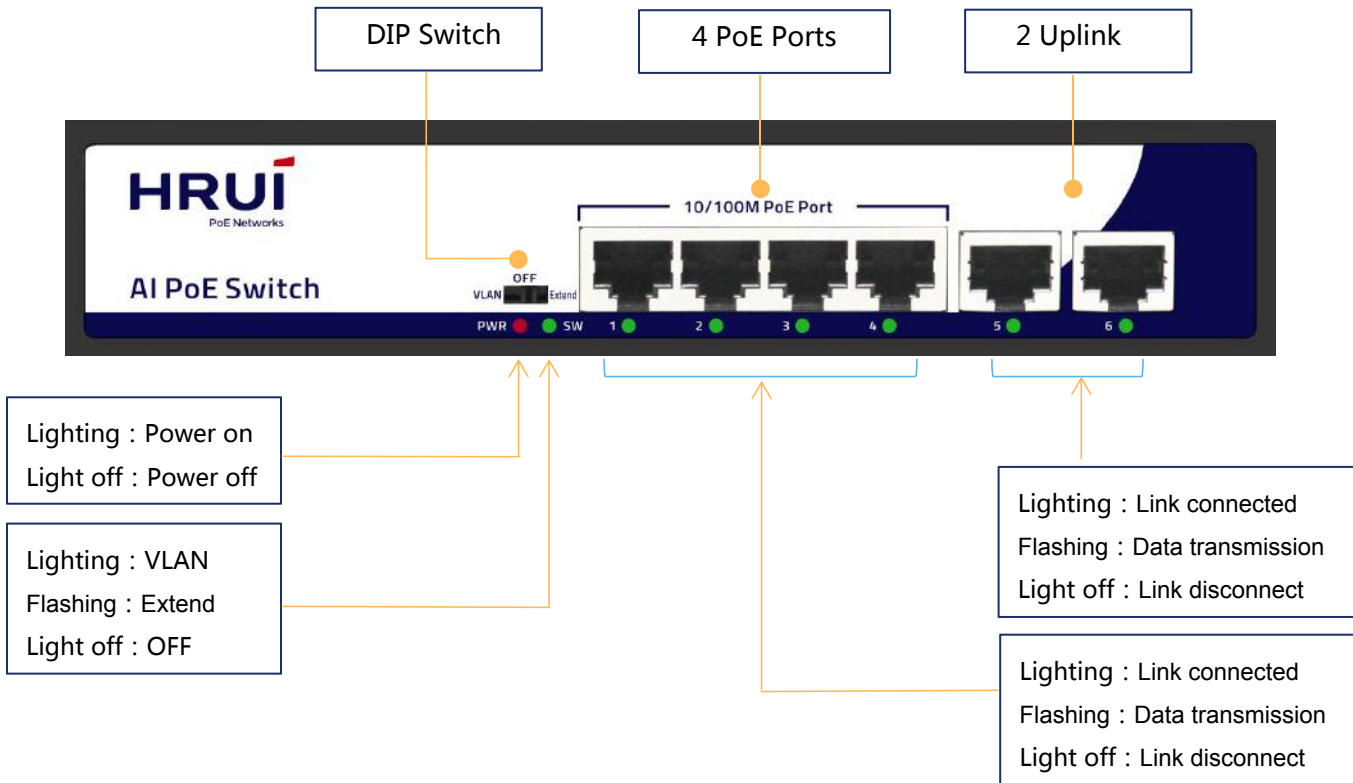 DIP Switch
4 PoE Ports
2 Uplink
HRUI
PoE Networks
AI PoE Switch
10/100M PoE Port
OFF
VLAN
Extend
PWR
SW
1
2
3
4
5
6
Lighting：Power on
Light off：Power off
Lighting：VLAN
Flashing：Extend
Light off：OFF
Lighting：Link connected
Flashing：Data transmission
Light off：Link disconnect
Lighting：Link connected
Flashing：Data transmission
Light off：Link disconnect